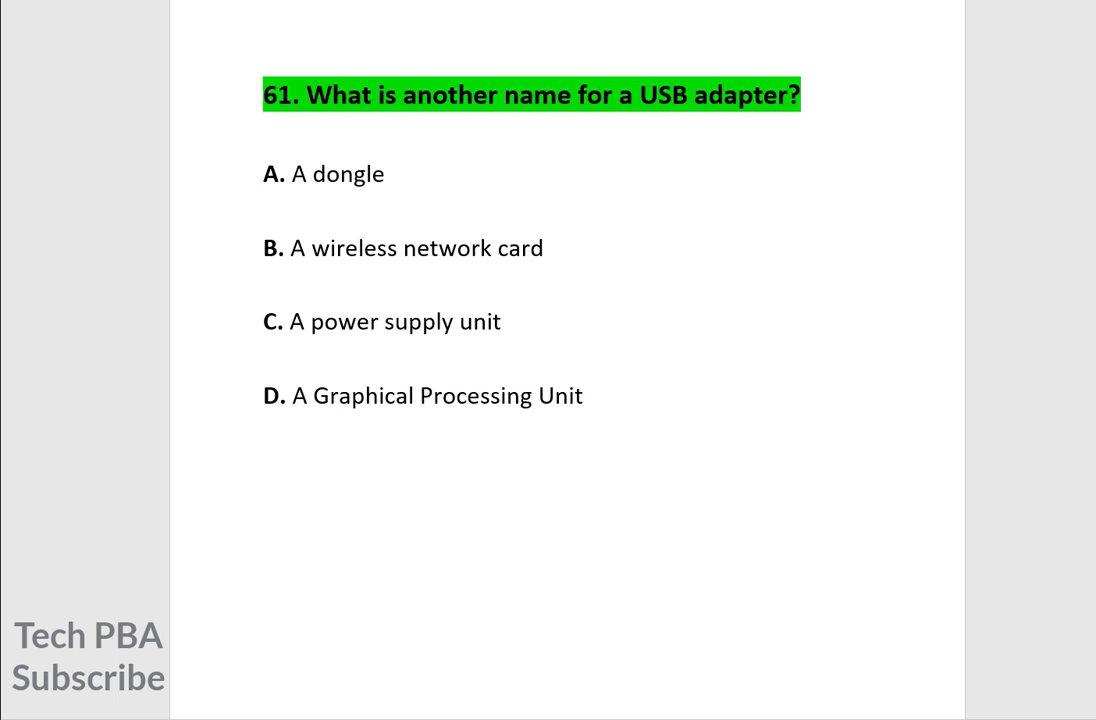 61. What is another name for a USB adapter?
A. A dongle
B. A wireless network card
C. A power supply unit
D. A Graphical Processing Unit
Tech PBA
Subscribe